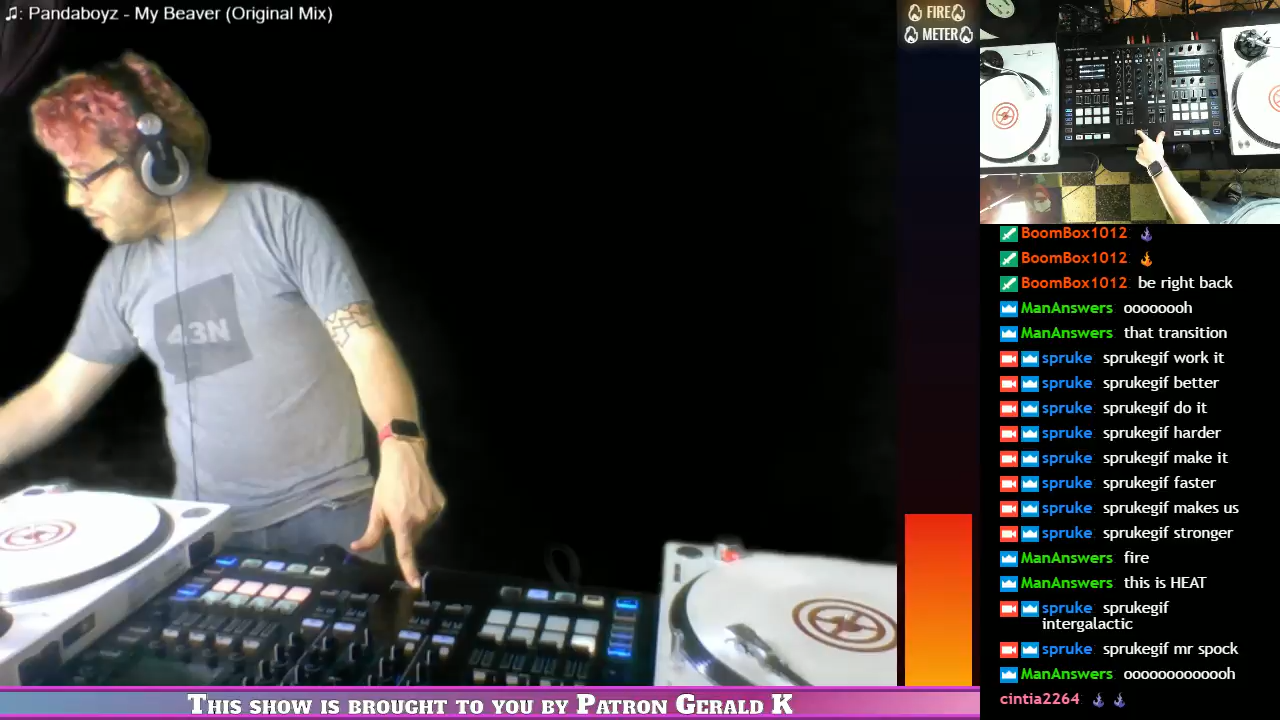 ♫: Pandaboyz - My Beaver (Original Mix)
FIRE
METER
43N
BoomBox1012:
BoomBox1012:
BoomBox1012: be right back
ManAnswers: oooooooh
ManAnswers: that transition
spruke: sprukegif work it
spruke: sprukegif better
spruke: sprukegif do it
spruke: sprukegif harder
spruke: sprukegif make it
spruke: sprukegif faster
spruke: sprukegif makes us
spruke: sprukegif stronger
ManAnswers: fire
ManAnswers: this is HEAT
spruke: sprukegif
intergalactic
spruke: sprukegif mr spock
ManAnswers: ooooooooooooh
cintia2264:
THIS SHOW IS BROUGHT TO YOU BY PATRON GERALD K